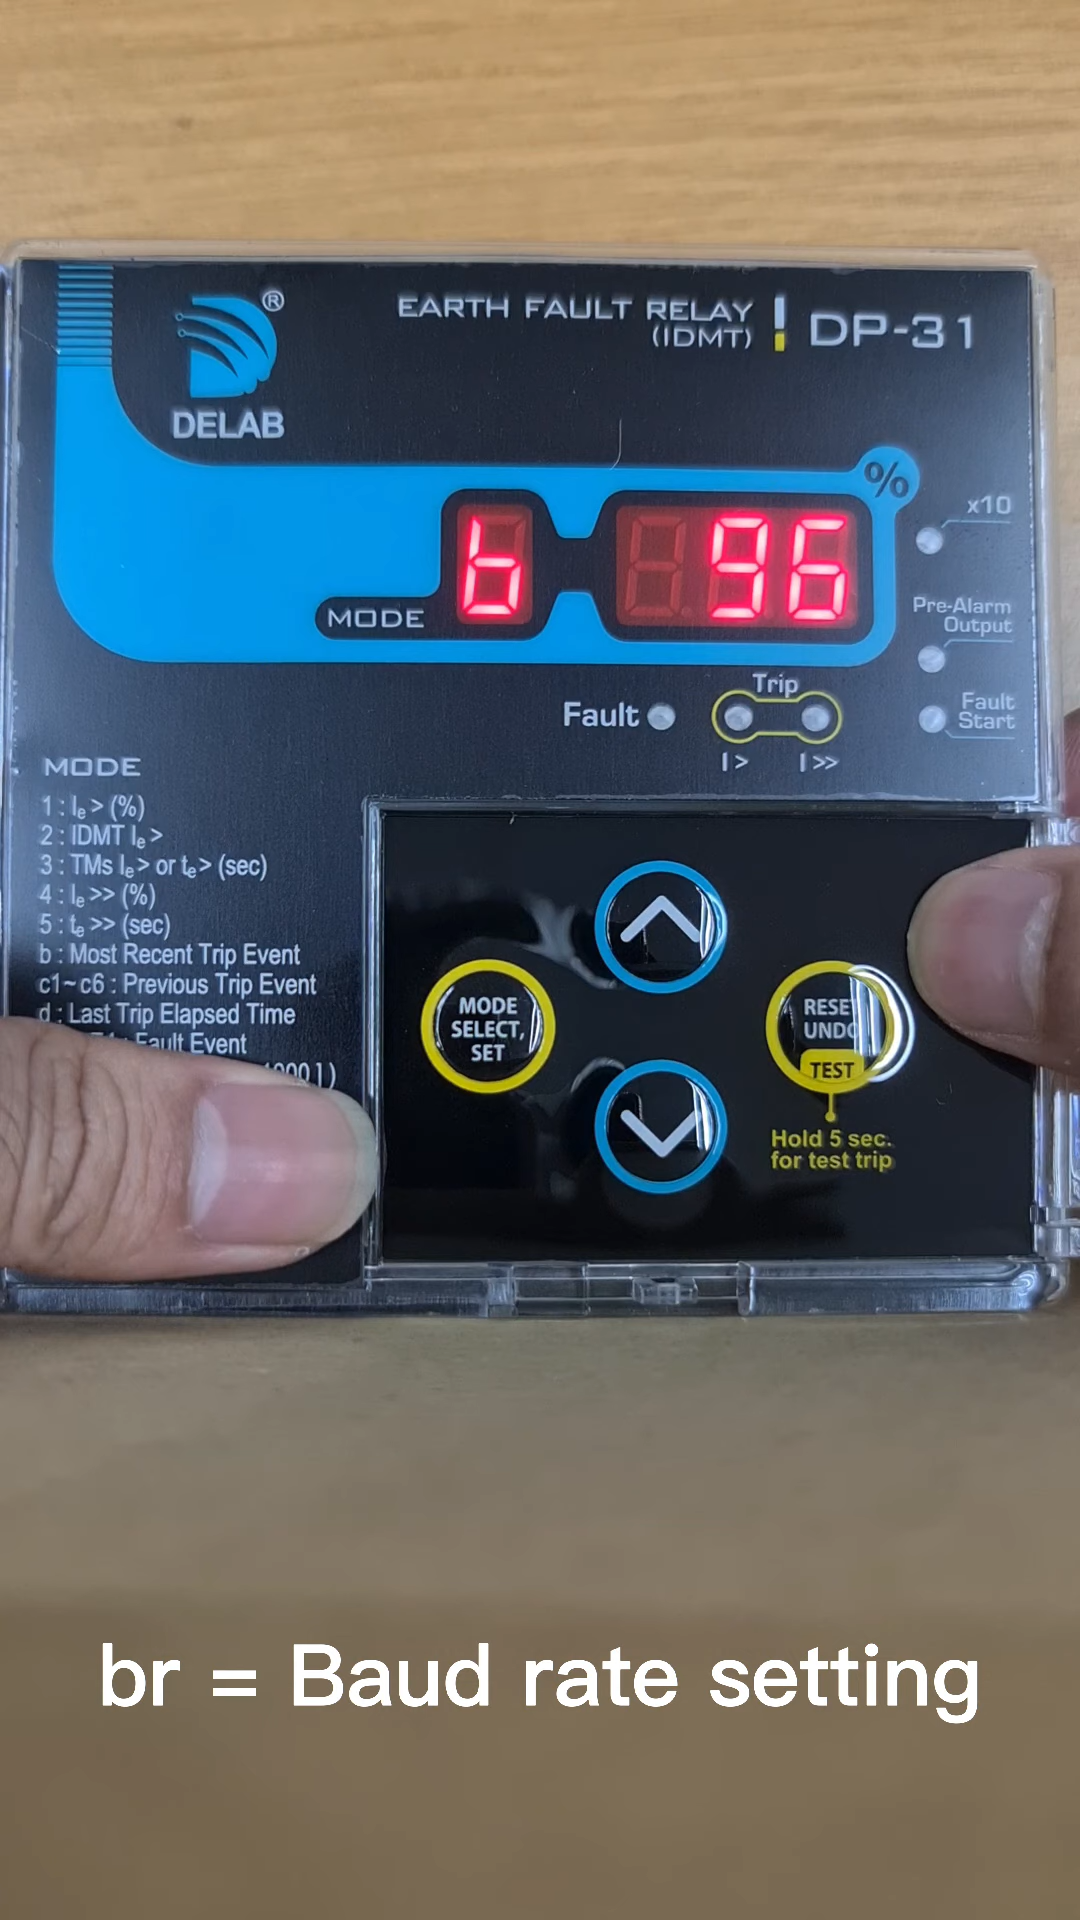 EARTH FAULT RELAY
(IDMT)
DP-31
®
DELAB
%
x10
b 96
MODE
Pre-Alarm
Output
Trip
Fault
Fault
Start
I> I>>
MODE
1 : Ie > (%)
2 : IDMT Ie >
3 : TMs Ie> or te> (sec)
4 : Ie >> (%)
5 : te >> (sec)
b : Most Recent Trip Event
c1~c6 : Previous Trip Event
d : Last Trip Elapsed Time
Fault Event
MODE
SELECT,
SET
RESET
UNDO
TEST
Hold 5 sec.
for test trip
br = Baud rate setting